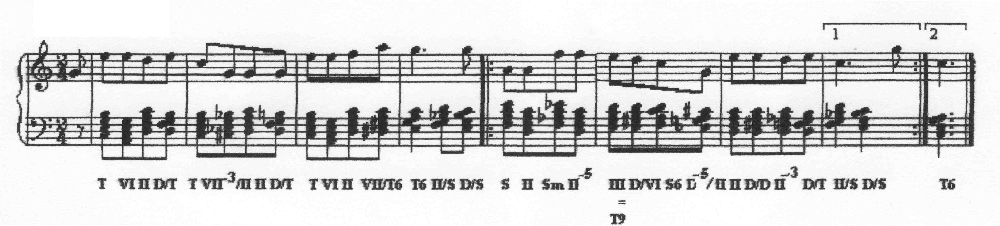 1 2
T VI II D/T T VII-3/II II D/T T VI II VII/T6 T6 II/S D/S S II Sm II-5 III D/VI S6 D-5/II II D/D II-3 D/T II/S D/S T6
=
T9